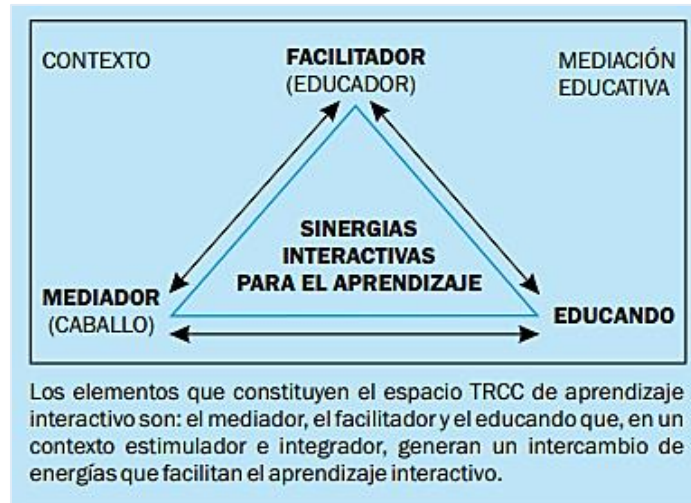 CONTEXTO
FACILITADOR
(EDUCADOR)
MEDIACIÓN
EDUCATIVA
SINERGIAS
INTERACTIVAS
PARA EL APRENDIZAJE
MEDIADOR
(CABALLO)
EDUCANDO
Los elementos que constituyen el espacio TRCC de aprendizaje
interactivo son: el mediador, el facilitador y el educando que, en un
contexto estimulador e integrador, generan un intercambio de
energías que facilitan el aprendizaje interactivo.